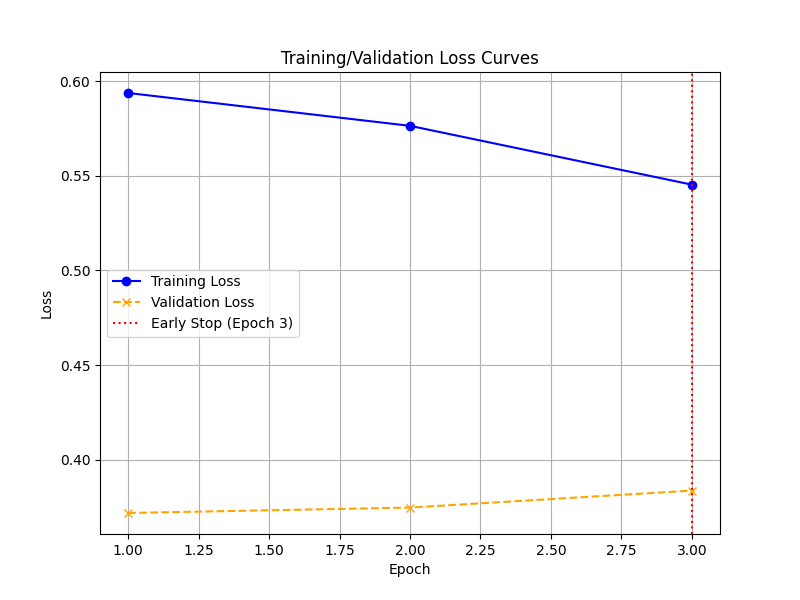 Training/Validation Loss Curves
0.60
0.55
0.50
0.45
0.40
Loss
Training Loss
Validation Loss
Early Stop (Epoch 3)
1.00 1.25 1.50 1.75 2.00 2.25 2.50 2.75 3.00
Epoch